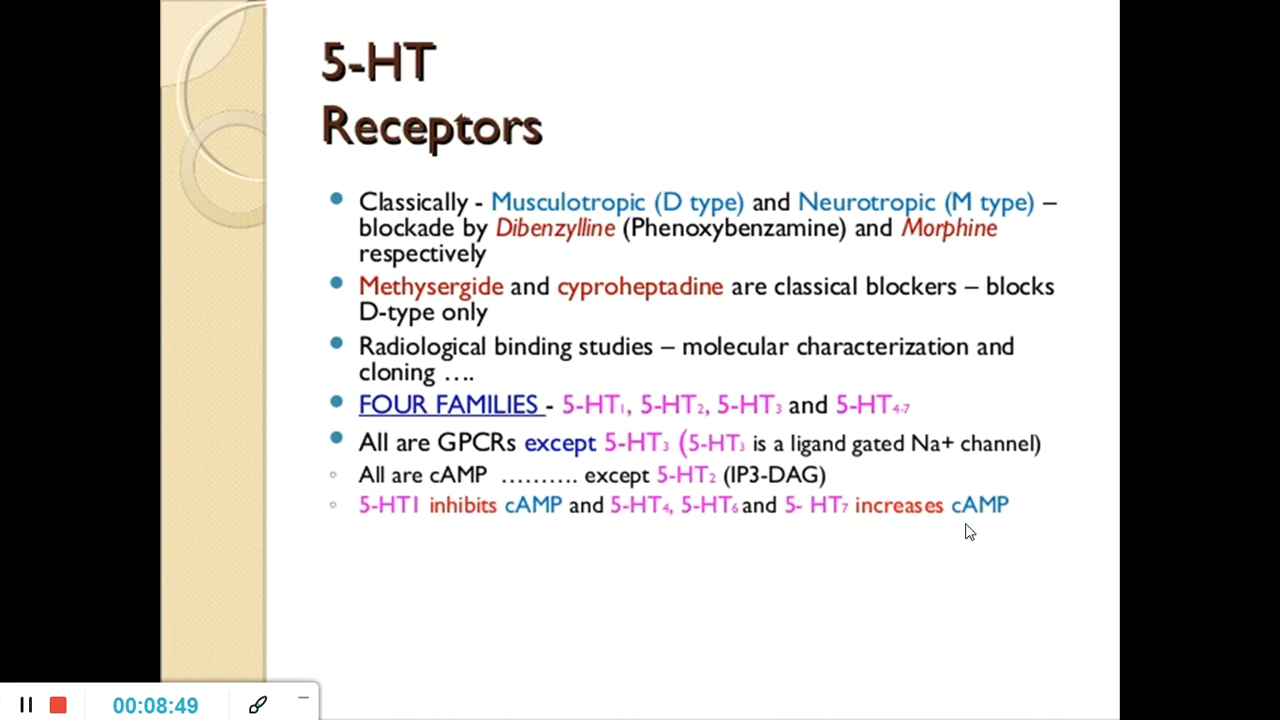 5-HT
Receptors
Classically - Musculotropic (D type) and Neurotropic (M type) –
blockade by Dibenzylline (Phenoxybenzamine) and Morphine
respectively
Methysergide and cyproheptadine are classical blockers – blocks
D-type only
Radiological binding studies – molecular characterization and
cloning ….
FOUR FAMILIES - 5-HT₁, 5-HT₂, 5-HT₃ and 5-HT₄₋₇
All are GPCRs except 5-HT₃ (5-HT₃ is a ligand gated Na+ channel)
All are cAMP ………. except 5-HT₂ (IP3-DAG)
5-HT1 inhibits cAMP and 5-HT₄, 5-HT₆ and 5- HT₇ increases cAMP
00:08:49